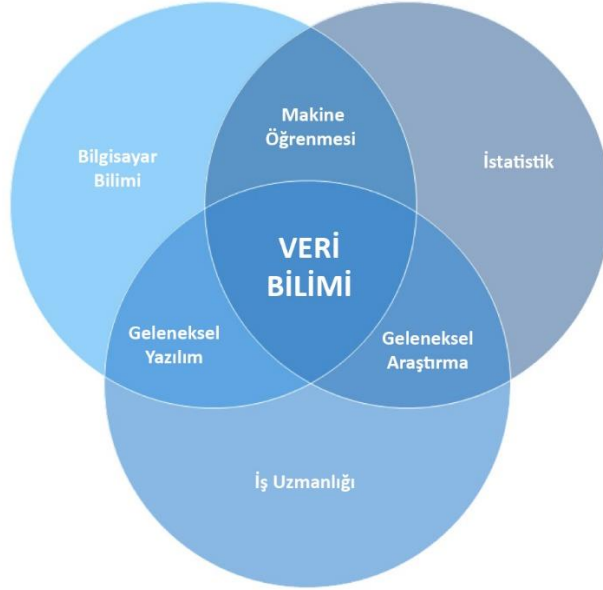 Makine
Öğrenmesi
Bilgisayar
Bilimi
İstatistik
VERİ
BİLİMİ
Geleneksel
Yazılım
Geleneksel
Araştırma
İş Uzmanlığı